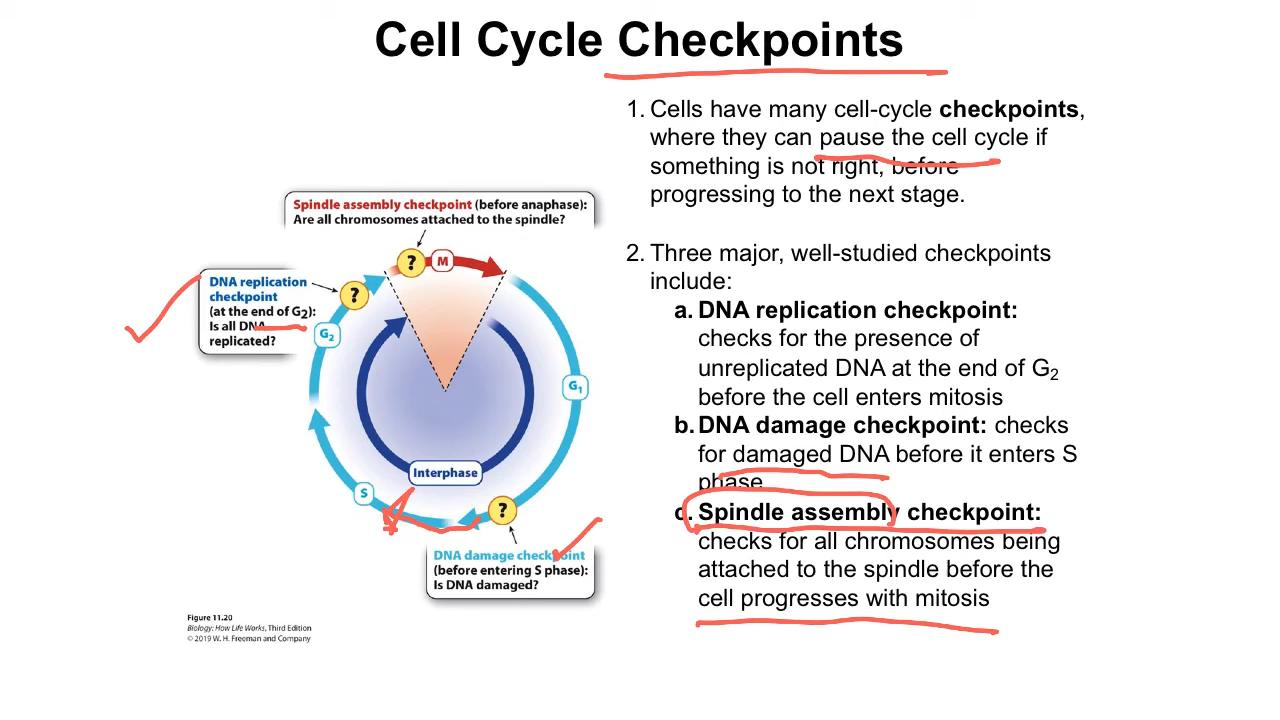 Cell Cycle Checkpoints
1. Cells have many cell-cycle checkpoints,
where they can pause the cell cycle if
something is not right, before
progressing to the next stage.
2. Three major, well-studied checkpoints
include:
a. DNA replication checkpoint:
checks for the presence of
unreplicated DNA at the end of G2
before the cell enters mitosis
b. DNA damage checkpoint: checks
for damaged DNA before it enters S
phase
c. Spindle assembly checkpoint:
checks for all chromosomes being
attached to the spindle before the
cell progresses with mitosis
Spindle assembly checkpoint (before anaphase):
Are all chromosomes attached to the spindle?
? M
DNA replication
checkpoint
(at the end of G2):
Is all DNA
replicated?
?
G2
G1
Interphase
S
?
DNA damage checkpoint
(before entering S phase):
Is DNA damaged?
Figure 11.20
Biology: How Life Works, Third Edition
© 2019 W. H. Freeman and Company